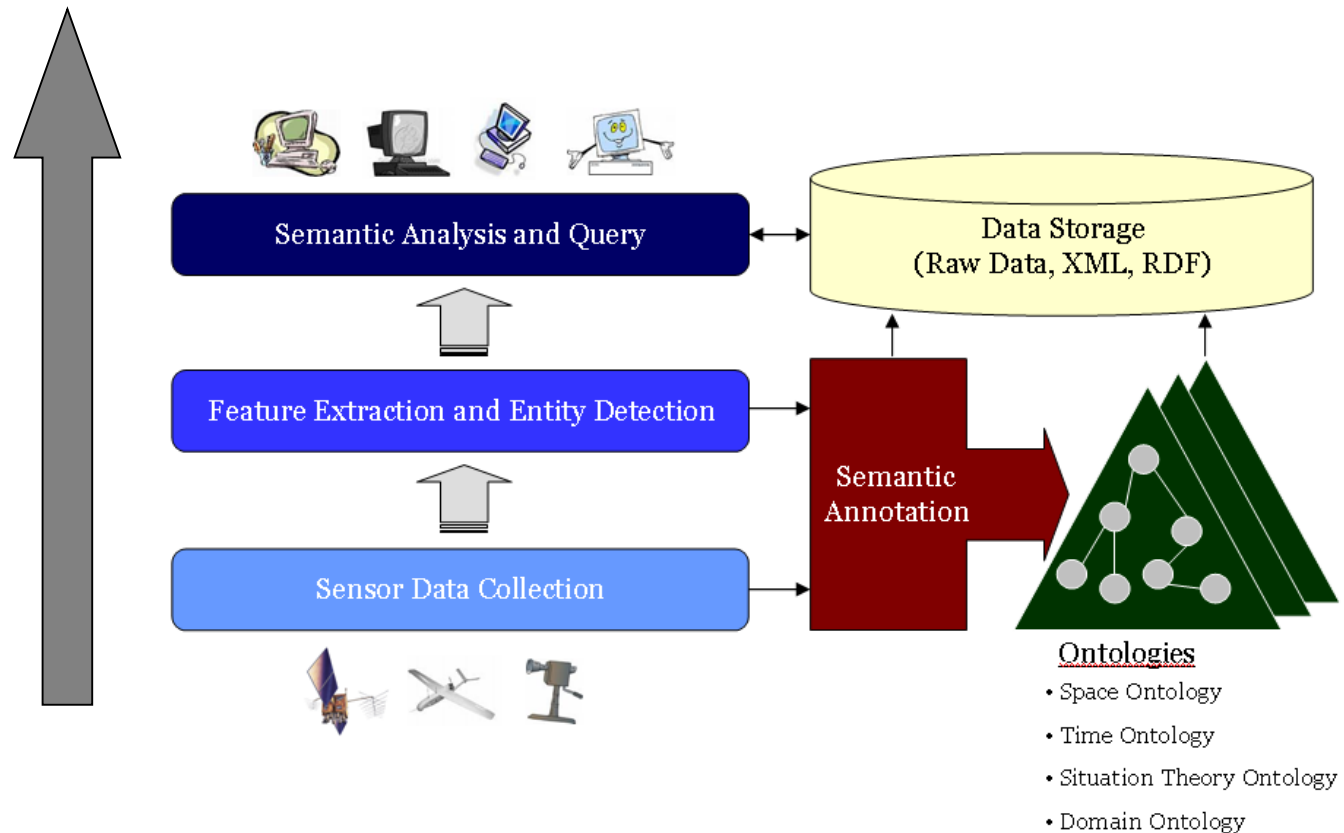 Semantic Analysis and Query
Data Storage
(Raw Data, XML, RDF)
Feature Extraction and Entity Detection
Semantic
Annotation
Sensor Data Collection
Ontologies
• Space Ontology
• Time Ontology
• Situation Theory Ontology
• Domain Ontology